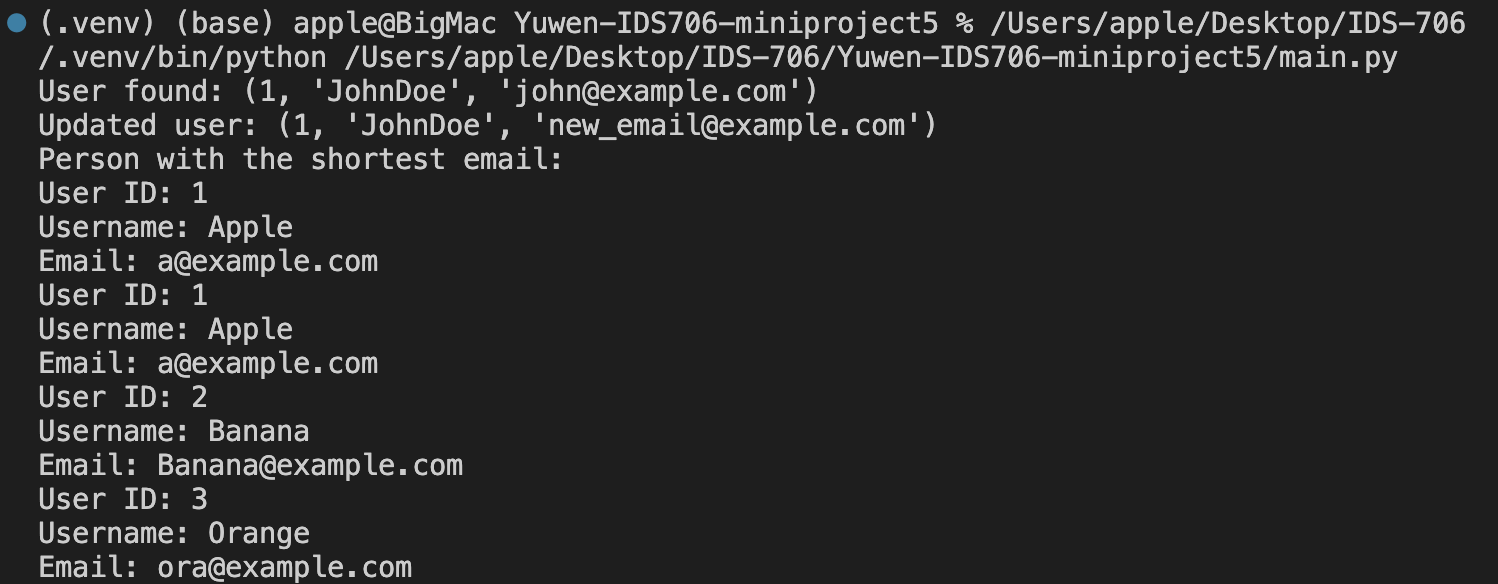 (.venv) (base) apple@BigMac Yuwen-IDS706-miniproject5 % /Users/apple/Desktop/IDS-706
/.venv/bin/python /Users/apple/Desktop/IDS-706/Yuwen-IDS706-miniproject5/main.py
User found: (1, 'JohnDoe', 'john@example.com')
Updated user: (1, 'JohnDoe', 'new_email@example.com')
Person with the shortest email:
User ID: 1
Username: Apple
Email: a@example.com
User ID: 1
Username: Apple
Email: a@example.com
User ID: 2
Username: Banana
Email: Banana@example.com
User ID: 3
Username: Orange
Email: ora@example.com